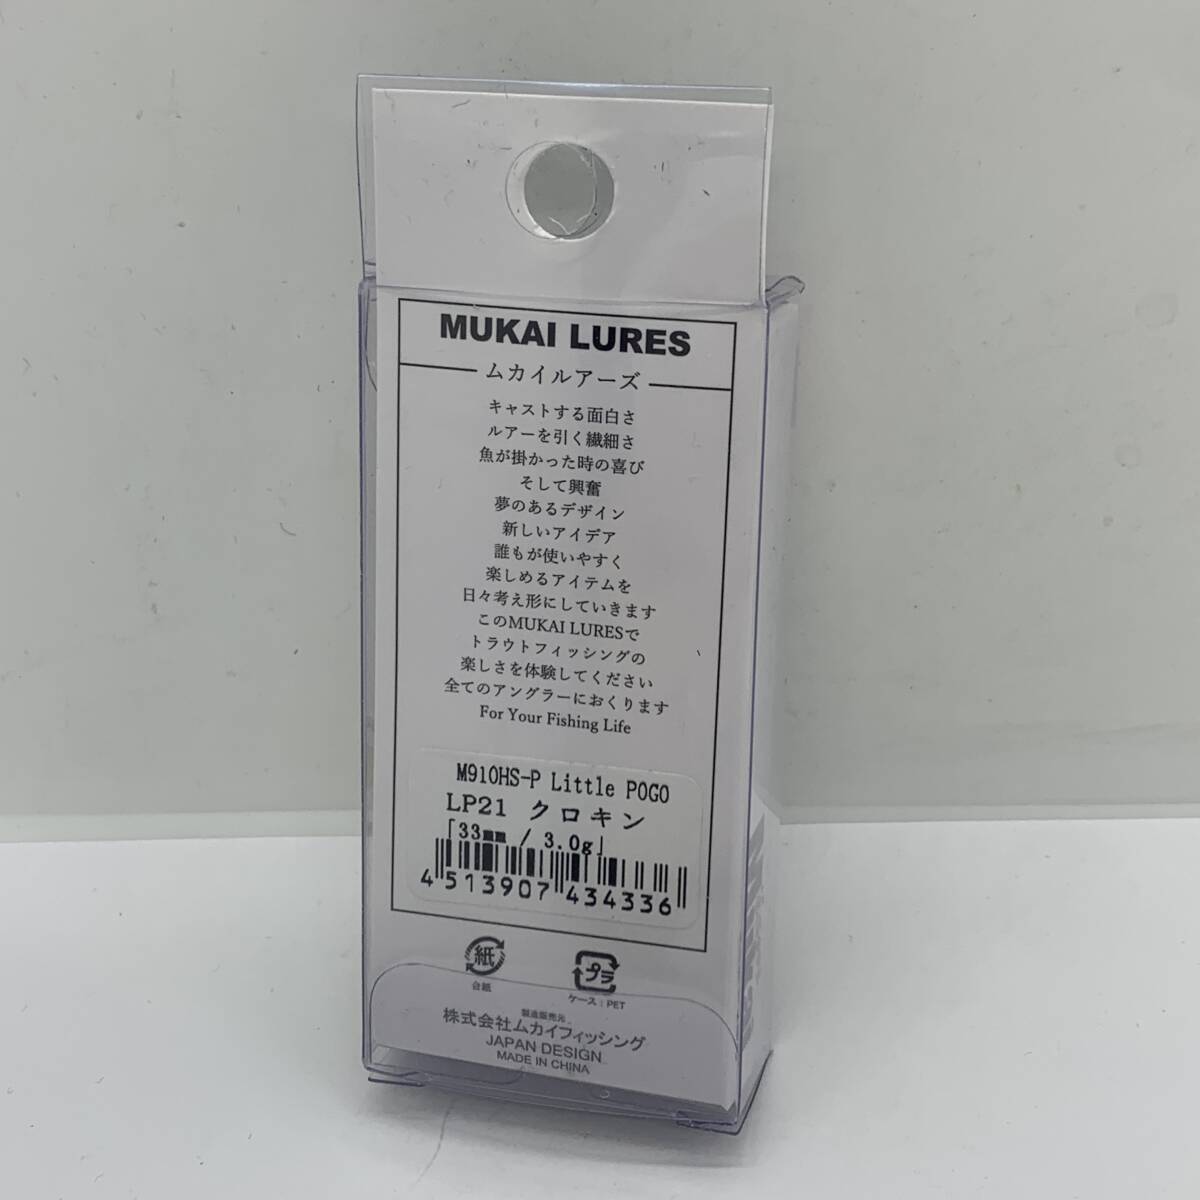 MUKAI LURES
ムカイルアーズ
キャストする面白さ
ルアーを引く繊細さ
魚が掛かった時の喜び
そして興奮
夢のあるデザイン
新しいアイデア
誰もが使いやすく
楽しめるアイテムを
日々考え形にしていきます
このMUKAI LURESで
トラウトフィッシングの
楽しさを体験してください
全てのアングラーにおくります
For Your Fishing Life
M910HS-P Little POGO
LP21 クロキン
「33mm / 3.0g」
4 513907 434336
紙 プラ
台紙 ケース：PET
製造販売元
株式会社ムカイフィッシング
JAPAN DESIGN
MADE IN CHINA